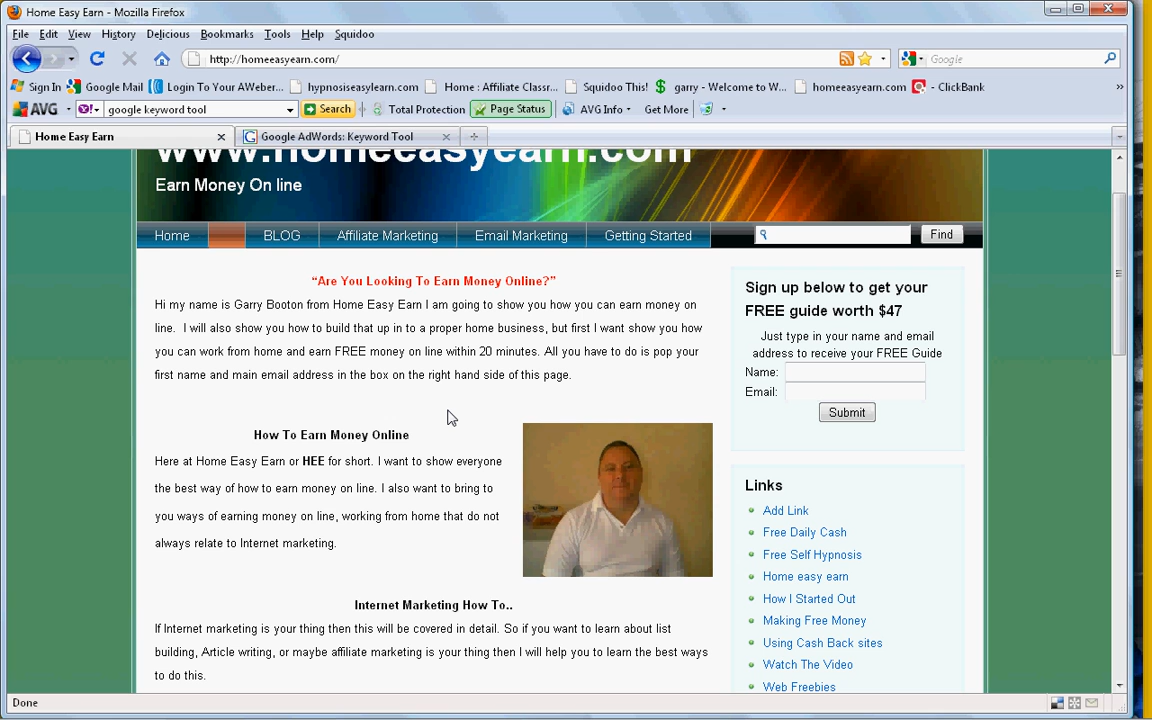 Home Easy Earn - Mozilla Firefox
File Edit View History Delicious Bookmarks Tools Help Squidoo
http://homeeasyearn.com/ Google
Sign In Google Mail Login To Your AWeber... hypnosiseasylearn.com Home : Affiliate Classr... Squidoo This! garry - Welcome to W... homeeasyearn.com - ClickBank »
AVG Y! google keyword tool Search Total Protection Page Status AVG Info Get More
Home Easy Earn Google AdWords: Keyword Tool
www.homeeasyearn.com
Earn Money On line
Home BLOG Affiliate Marketing Email Marketing Getting Started Find
“Are You Looking To Earn Money Online?”
Hi my name is Garry Booton from Home Easy Earn I am going to show you how you can earn money on
line. I will also show you how to build that up in to a proper home business, but first I want show you how
you can work from home and earn FREE money on line within 20 minutes. All you have to do is pop your
first name and main email address in the box on the right hand side of this page.
How To Earn Money Online
Here at Home Easy Earn or HEE for short. I want to show everyone
the best way of how to earn money on line. I also want to bring to
you ways of earning money on line, working from home that do not
always relate to Internet marketing.
Internet Marketing How To..
If Internet marketing is your thing then this will be covered in detail. So if you want to learn about list
building, Article writing, or maybe affiliate marketing is your thing then I will help you to learn the best ways
to do this.
Sign up below to get your
FREE guide worth $47
Just type in your name and email
address to receive your FREE Guide
Name:
Email:
Submit
Links
Add Link
Free Daily Cash
Free Self Hypnosis
Home easy earn
How I Started Out
Making Free Money
Using Cash Back sites
Watch The Video
Web Freebies
Done